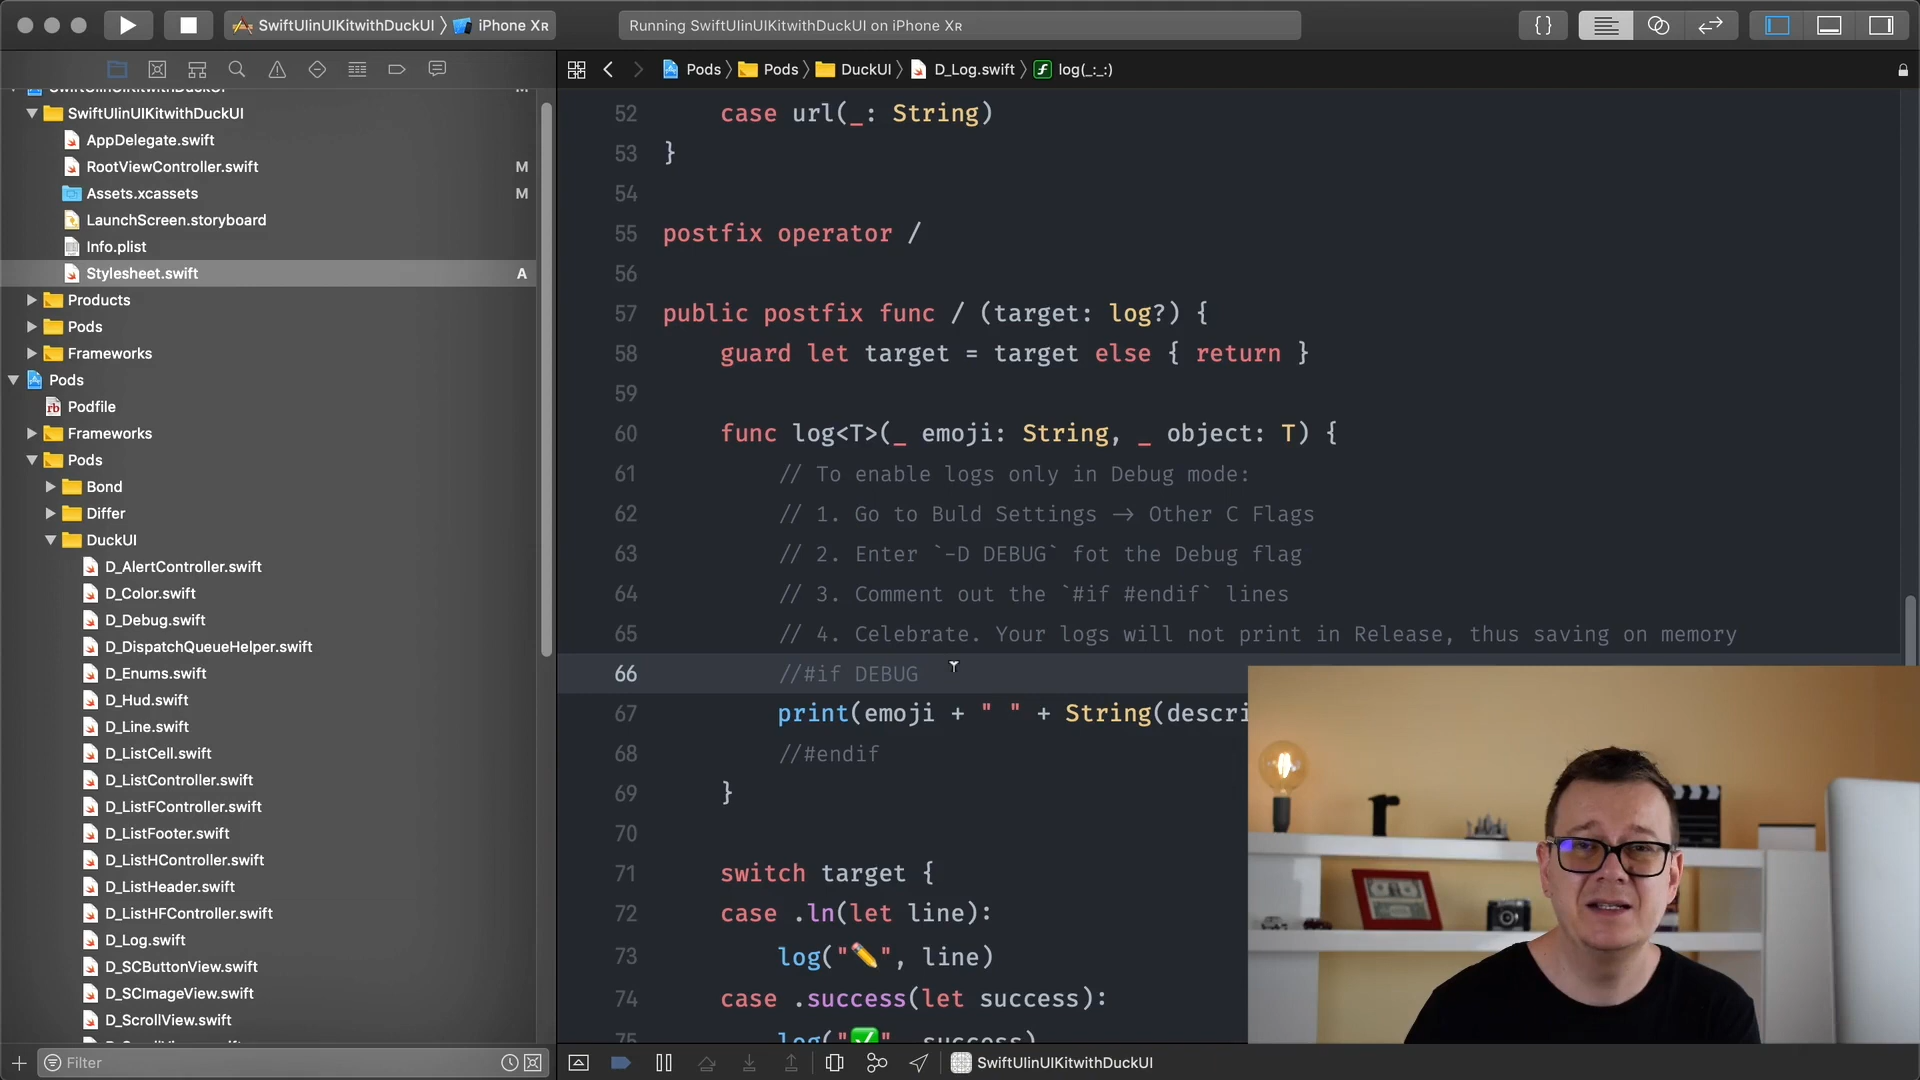 SwiftUIinUIKitwithDuckUI
iPhone Xʀ
Running SwiftUIinUIKitwithDuckUI on iPhone Xʀ
{}
Pods
Pods
DuckUI
D_Log.swift
log(_:_:)
SwiftUIinUIKitwithDuckUI
M
SwiftUIinUIKitwithDuckUI
AppDelegate.swift
RootViewController.swift
M
Assets.xcassets
M
LaunchScreen.storyboard
Info.plist
Stylesheet.swift
A
Products
Pods
Frameworks
Pods
rb Podfile
Frameworks
Pods
Bond
Differ
DuckUI
D_AlertController.swift
D_Color.swift
D_Debug.swift
D_DispatchQueueHelper.swift
D_Enums.swift
D_Hud.swift
D_Line.swift
D_ListCell.swift
D_ListController.swift
D_ListFController.swift
D_ListFooter.swift
D_ListHController.swift
D_ListHeader.swift
D_ListHFController.swift
D_Log.swift
D_SCButtonView.swift
D_SCImageView.swift
D_ScrollView.swift
Filter
52 case url(_: String)
53 }
54
55 postfix operator /
56
57 public postfix func / (target: log?) {
58 guard let target = target else { return }
59
60 func log<T>(_ emoji: String, _ object: T) {
61 // To enable logs only in Debug mode:
62 // 1. Go to Buld Settings -> Other C Flags
63 // 2. Enter `-D DEBUG` fot the Debug flag
64 // 3. Comment out the `#if #endif` lines
65 // 4. Celebrate. Your logs will not print in Release, thus saving on memory
66 //#if DEBUG
67 print(emoji + " " + String(descri
68 //#endif
69 }
70
71 switch target {
72 case .ln(let line):
73 log("✏️", line)
74 case .success(let success):
75 log("✅", success)
SwiftUIinUIKitwithDuckUI